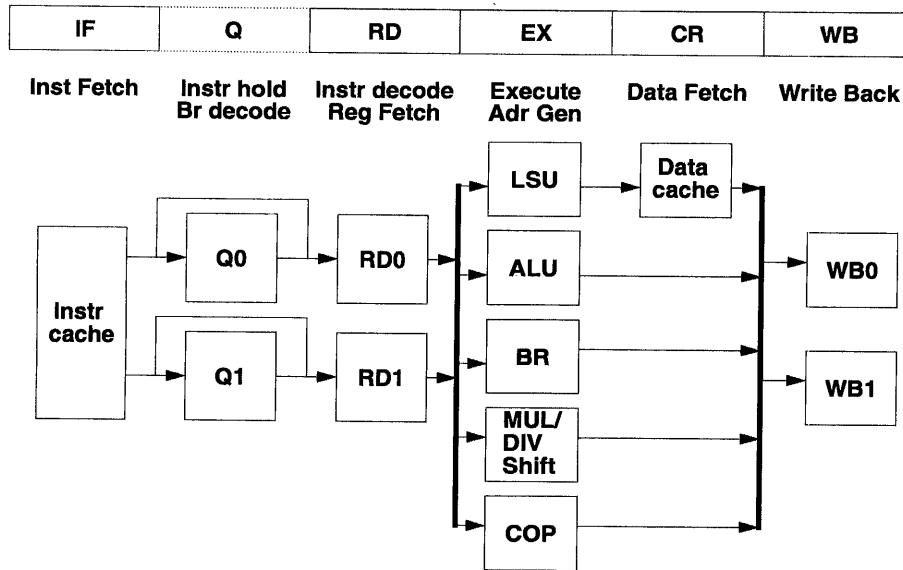 IF Q RD EX CR WB
Inst Fetch Instr hold Instr decode Execute Data Fetch Write Back
Br decode Reg Fetch Adr Gen
LSU
Data
cache
Q0
RD0
ALU
WB0
Instr
cache
Q1
RD1
BR
WB1
MUL/
DIV
Shift
COP